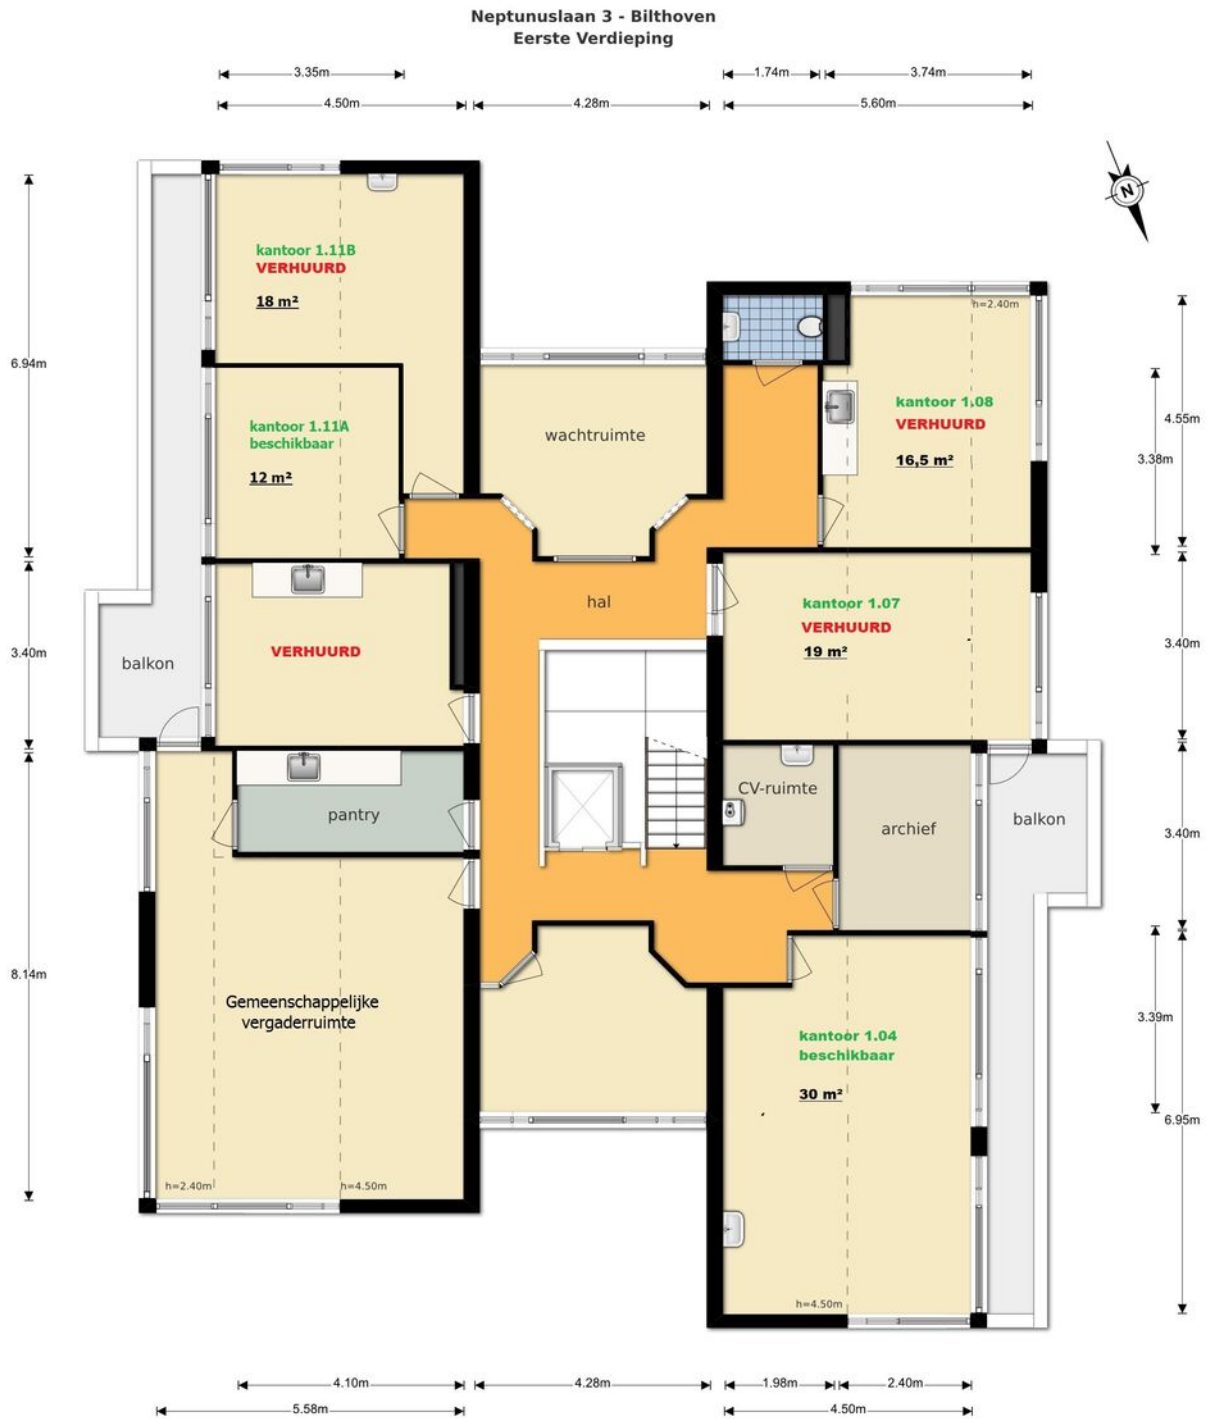 Neptunuslaan 3 - Bilthoven
Eerste Verdieping
3.35m
1.74m
3.74m
4.50m
4.28m
5.60m
N
kantoor 1.11B
VERHUURD
18 m²
h=2.40m
6.94m
kantoor 1.11A
beschikbaar
12 m²
wachtruimte
kantoor 1.08
VERHUURD
16,5 m²
4.55m
3.38m
hal
kantoor 1.07
VERHUURD
19 m²
balkon
VERHUURD
3.40m
3.40m
pantry
CV-ruimte
archief
balkon
3.40m
8.14m
Gemeenschappelijke
vergaderruimte
kantoor 1.04
beschikbaar
30 m²
3.39m
6.95m
h=2.40m
h=4.50m
h=4.50m
4.10m
4.28m
1.98m
2.40m
5.58m
4.50m